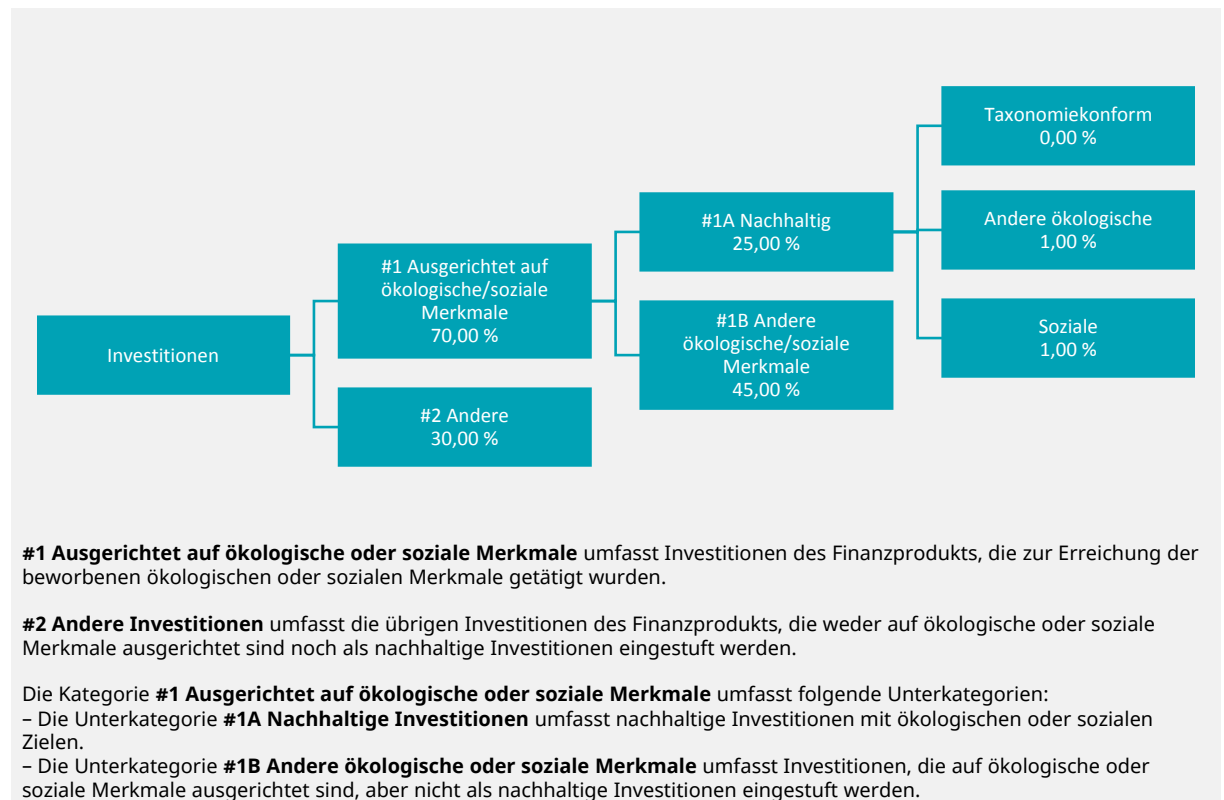 Investitionen
#1 Ausgerichtet auf
ökologische/soziale
Merkmale
70,00 %
#2 Andere
30,00 %
#1A Nachhaltig
25,00 %
#1B Andere
ökologische/soziale
Merkmale
45,00 %
Taxonomiekonform
0,00 %
Andere ökologische
1,00 %
Soziale
1,00 %
#1 Ausgerichtet auf ökologische oder soziale Merkmale umfasst Investitionen des Finanzprodukts, die zur Erreichung der
beworbenen ökologischen oder sozialen Merkmale getätigt wurden.
#2 Andere Investitionen umfasst die übrigen Investitionen des Finanzprodukts, die weder auf ökologische oder soziale
Merkmale ausgerichtet sind noch als nachhaltige Investitionen eingestuft werden.
Die Kategorie #1 Ausgerichtet auf ökologische oder soziale Merkmale umfasst folgende Unterkategorien:
– Die Unterkategorie #1A Nachhaltige Investitionen umfasst nachhaltige Investitionen mit ökologischen oder sozialen
Zielen.
– Die Unterkategorie #1B Andere ökologische oder soziale Merkmale umfasst Investitionen, die auf ökologische oder
soziale Merkmale ausgerichtet sind, aber nicht als nachhaltige Investitionen eingestuft werden.